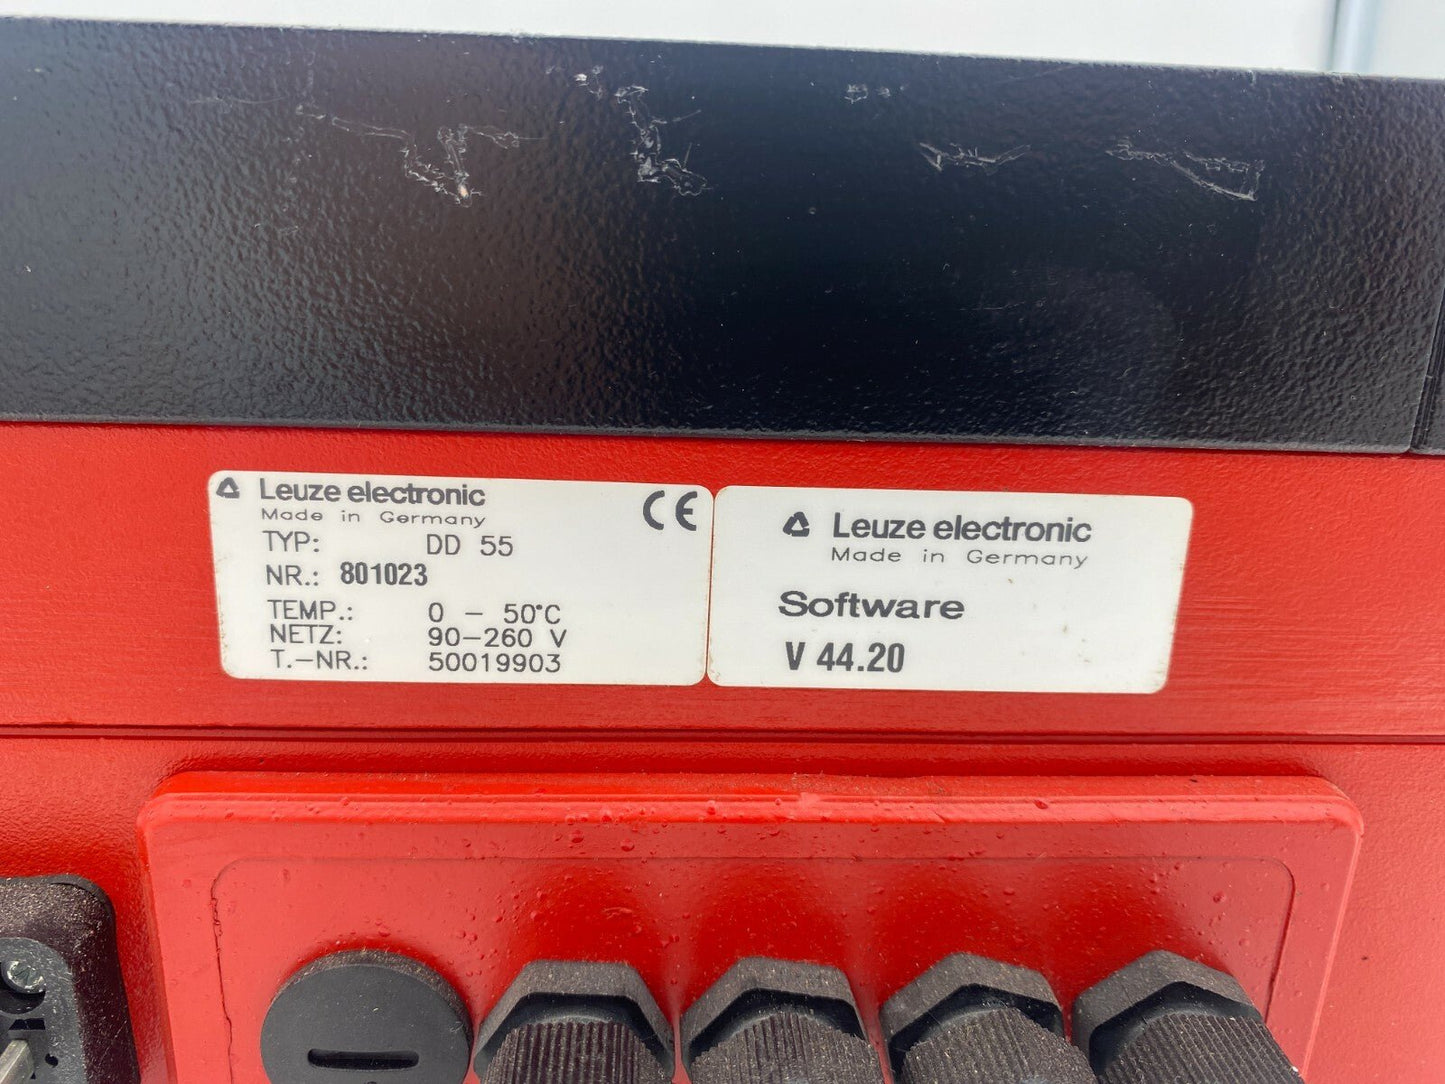 Leuze electronic
Made in Germany
CE
TYP: DD 55
NR.: 801023
TEMP.: 0 - 50°C
NETZ: 90-260 V
T.-NR.: 50019903
Leuze electronic
Made in Germany
Software
V 44.20